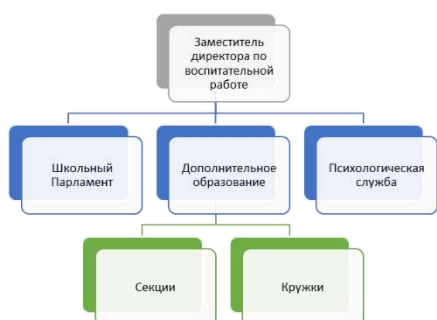 Заместитель
директора по
воспитательной
работе
Школьный
Парламент
Дополнительное
образование
Психологическая
служба
Секции
Кружки